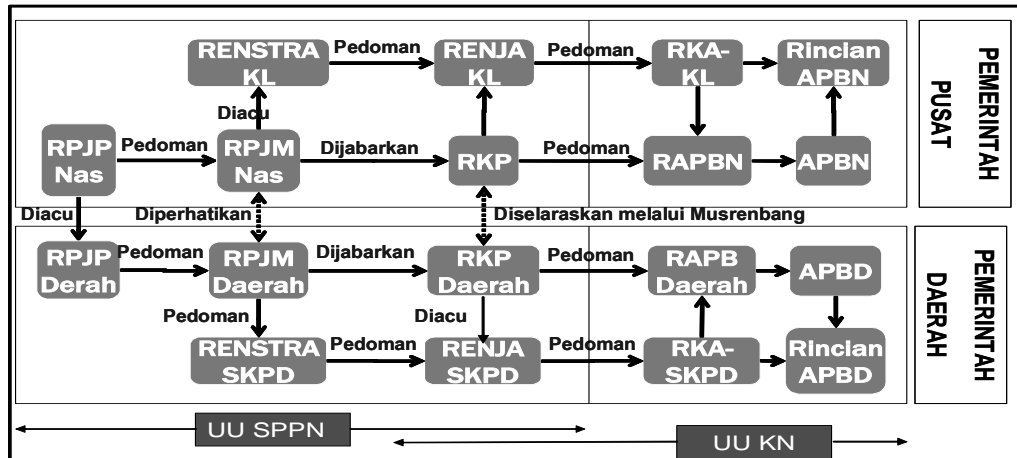 RENSTRA
KL
Pedoman
RENJA
KL
Pedoman
RKA-
KL
Rincian
APBN
Diacu
RPJP
Nas
Pedoman
RPJM
Nas
Dijabarkan
RKP
Pedoman
RAPBN
APBN
PEMERINTAH
PUSAT
Diacu
Diperhatikan
Diselaraskan melalui Musrenbang
RPJP
Derah
Pedoman
RPJM
Daerah
Dijabarkan
RKP
Daerah
Pedoman
RAPB
Daerah
APBD
Pedoman
Diacu
RENSTRA
SKPD
Pedoman
RENJA
SKPD
Pedoman
RKA-
SKPD
Rincian
APBD
PEMERINTAH
DAERAH
UU SPPN
UU KN